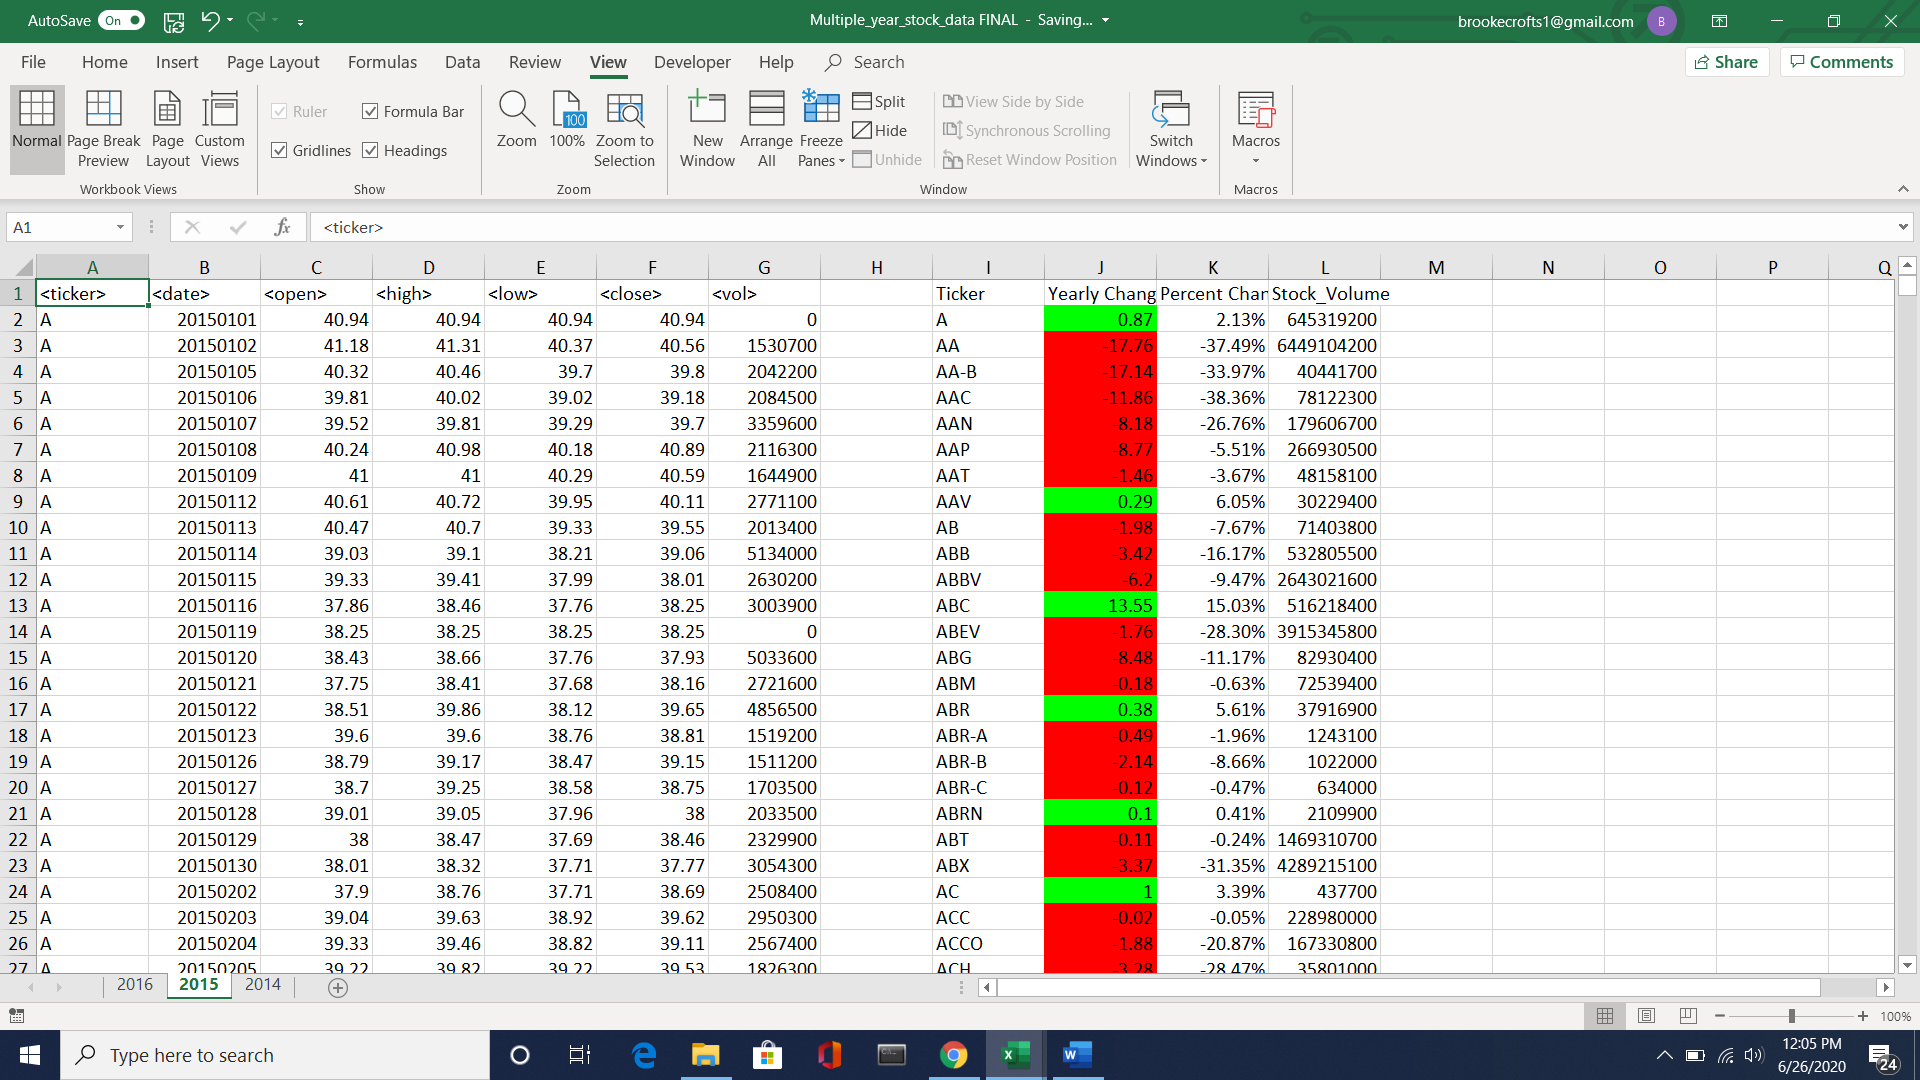 AutoSave On Multiple_year_stock_data FINAL - Saving... brookecrofts1@gmail.com B
File Home Insert Page Layout Formulas Data Review View Developer Help Search Share Comments
Normal Page Break Preview Page Layout Custom Views
Workbook Views
Ruler Formula Bar
Gridlines Headings
Show
Zoom 100% Zoom to Selection
Zoom
New Window Arrange All Freeze Panes
Split
Hide
Unhide
View Side by Side
Synchronous Scrolling
Reset Window Position
Switch Windows
Window
Macros
Macros
A1 fx <ticker>
A B C D E F G H I J K L M N O P Q
1 <ticker> <date> <open> <high> <low> <close> <vol> Ticker Yearly Chang Percent Chan Stock_Volume
2 A 20150101 40.94 40.94 40.94 40.94 0 A 0.87 2.13% 645319200
3 A 20150102 41.18 41.31 40.37 40.56 1530700 AA -17.76 -37.49% 6449104200
4 A 20150105 40.32 40.46 39.7 39.8 2042200 AA-B -17.14 -33.97% 40441700
5 A 20150106 39.81 40.02 39.02 39.18 2084500 AAC -11.86 -38.36% 78122300
6 A 20150107 39.52 39.81 39.29 39.7 3359600 AAN -8.18 -26.76% 179606700
7 A 20150108 40.24 40.98 40.18 40.89 2116300 AAP -8.77 -5.51% 266930500
8 A 20150109 41 41 40.29 40.59 1644900 AAT -1.46 -3.67% 48158100
9 A 20150112 40.61 40.72 39.95 40.11 2771100 AAV 0.29 6.05% 30229400
10 A 20150113 40.47 40.7 39.33 39.55 2013400 AB -1.98 -7.67% 71403800
11 A 20150114 39.03 39.1 38.21 39.06 5134000 ABB -3.42 -16.17% 532805500
12 A 20150115 39.33 39.41 37.99 38.01 2630200 ABBV -6.2 -9.47% 2643021600
13 A 20150116 37.86 38.46 37.76 38.25 3003900 ABC 13.55 15.03% 516218400
14 A 20150119 38.25 38.25 38.25 38.25 0 ABEV -1.76 -28.30% 3915345800
15 A 20150120 38.43 38.66 37.76 37.93 5033600 ABG -8.48 -11.17% 82930400
16 A 20150121 37.75 38.41 37.68 38.16 2721600 ABM -0.18 -0.63% 72539400
17 A 20150122 38.51 39.86 38.12 39.65 4856500 ABR 0.38 5.61% 37916900
18 A 20150123 39.6 39.6 38.76 38.81 1519200 ABR-A -0.49 -1.96% 1243100
19 A 20150126 38.79 39.17 38.47 39.15 1511200 ABR-B -2.14 -8.66% 1022000
20 A 20150127 38.7 39.25 38.58 38.75 1703500 ABR-C -0.12 -0.47% 634000
21 A 20150128 39.01 39.05 37.96 38 2033500 ABRN 0.1 0.41% 2109900
22 A 20150129 38 38.47 37.69 38.46 2329900 ABT -0.11 -0.24% 1469310700
23 A 20150130 38.01 38.32 37.71 37.77 3054300 ABX -3.37 -31.35% 4289215100
24 A 20150202 37.9 38.76 37.71 38.69 2508400 AC 1 3.39% 437700
25 A 20150203 39.04 39.63 38.92 39.62 2950300 ACC -0.02 -0.05% 228980000
26 A 20150204 39.33 39.46 38.82 39.11 2567400 ACCO -1.88 -20.87% 167330800
27 A 20150205 39.22 39.82 39.22 39.53 1826300 ACH -3.28 -28.47% 35801000
2016 2015 2014
100%
Type here to search
12:05 PM
6/26/2020
24